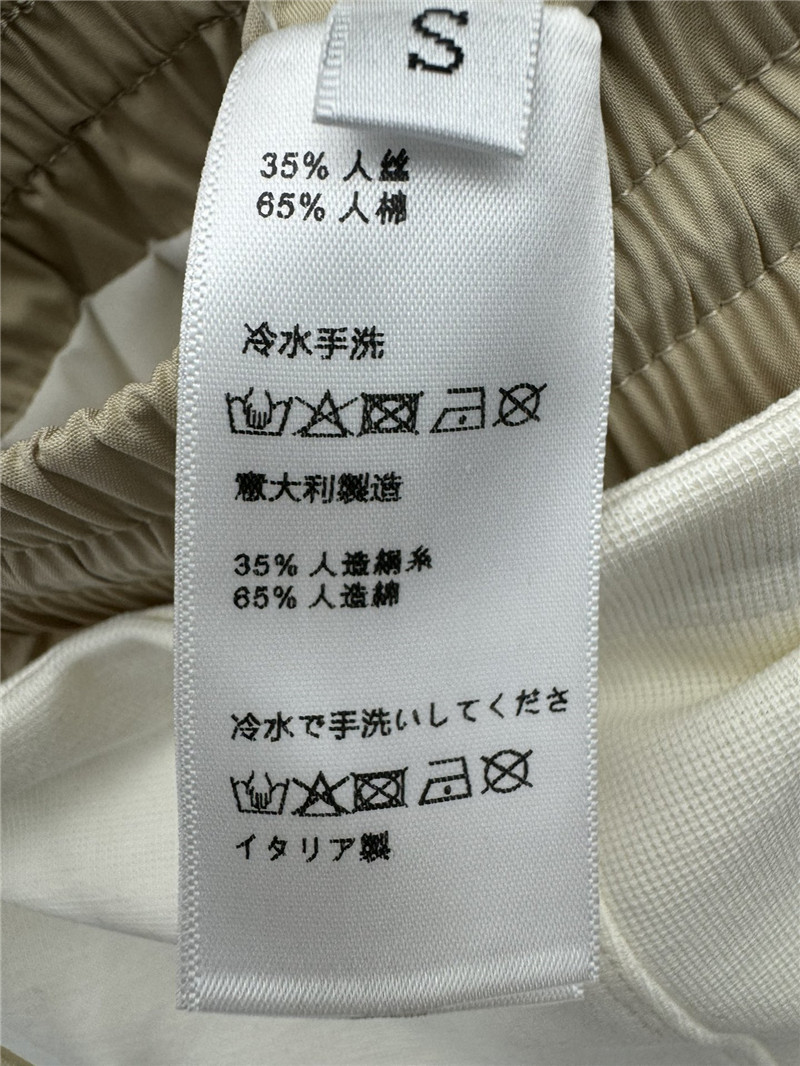 S
35% 人丝
65% 人棉
冷水手洗
意大利製造
35% 人造絹糸
65% 人造綿
冷水で手洗いしてくださ
イタリア製